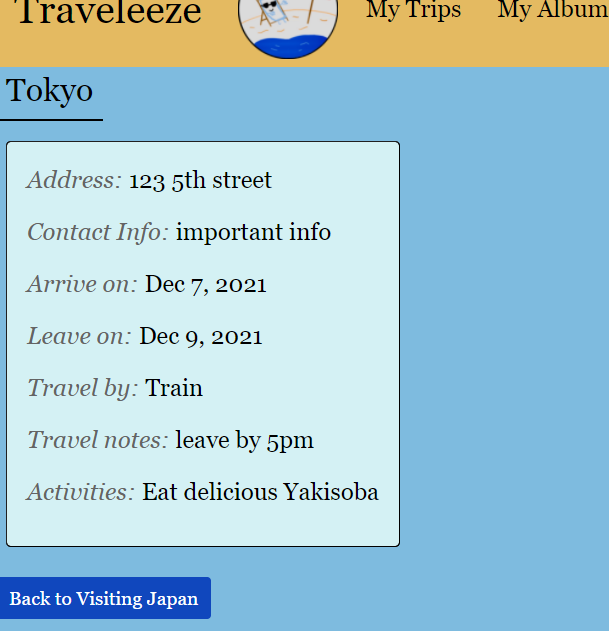 Traveleeze My Trips My Album
Tokyo
Address: 123 5th street
Contact Info: important info
Arrive on: Dec 7, 2021
Leave on: Dec 9, 2021
Travel by: Train
Travel notes: leave by 5pm
Activities: Eat delicious Yakisoba
Back to Visiting Japan